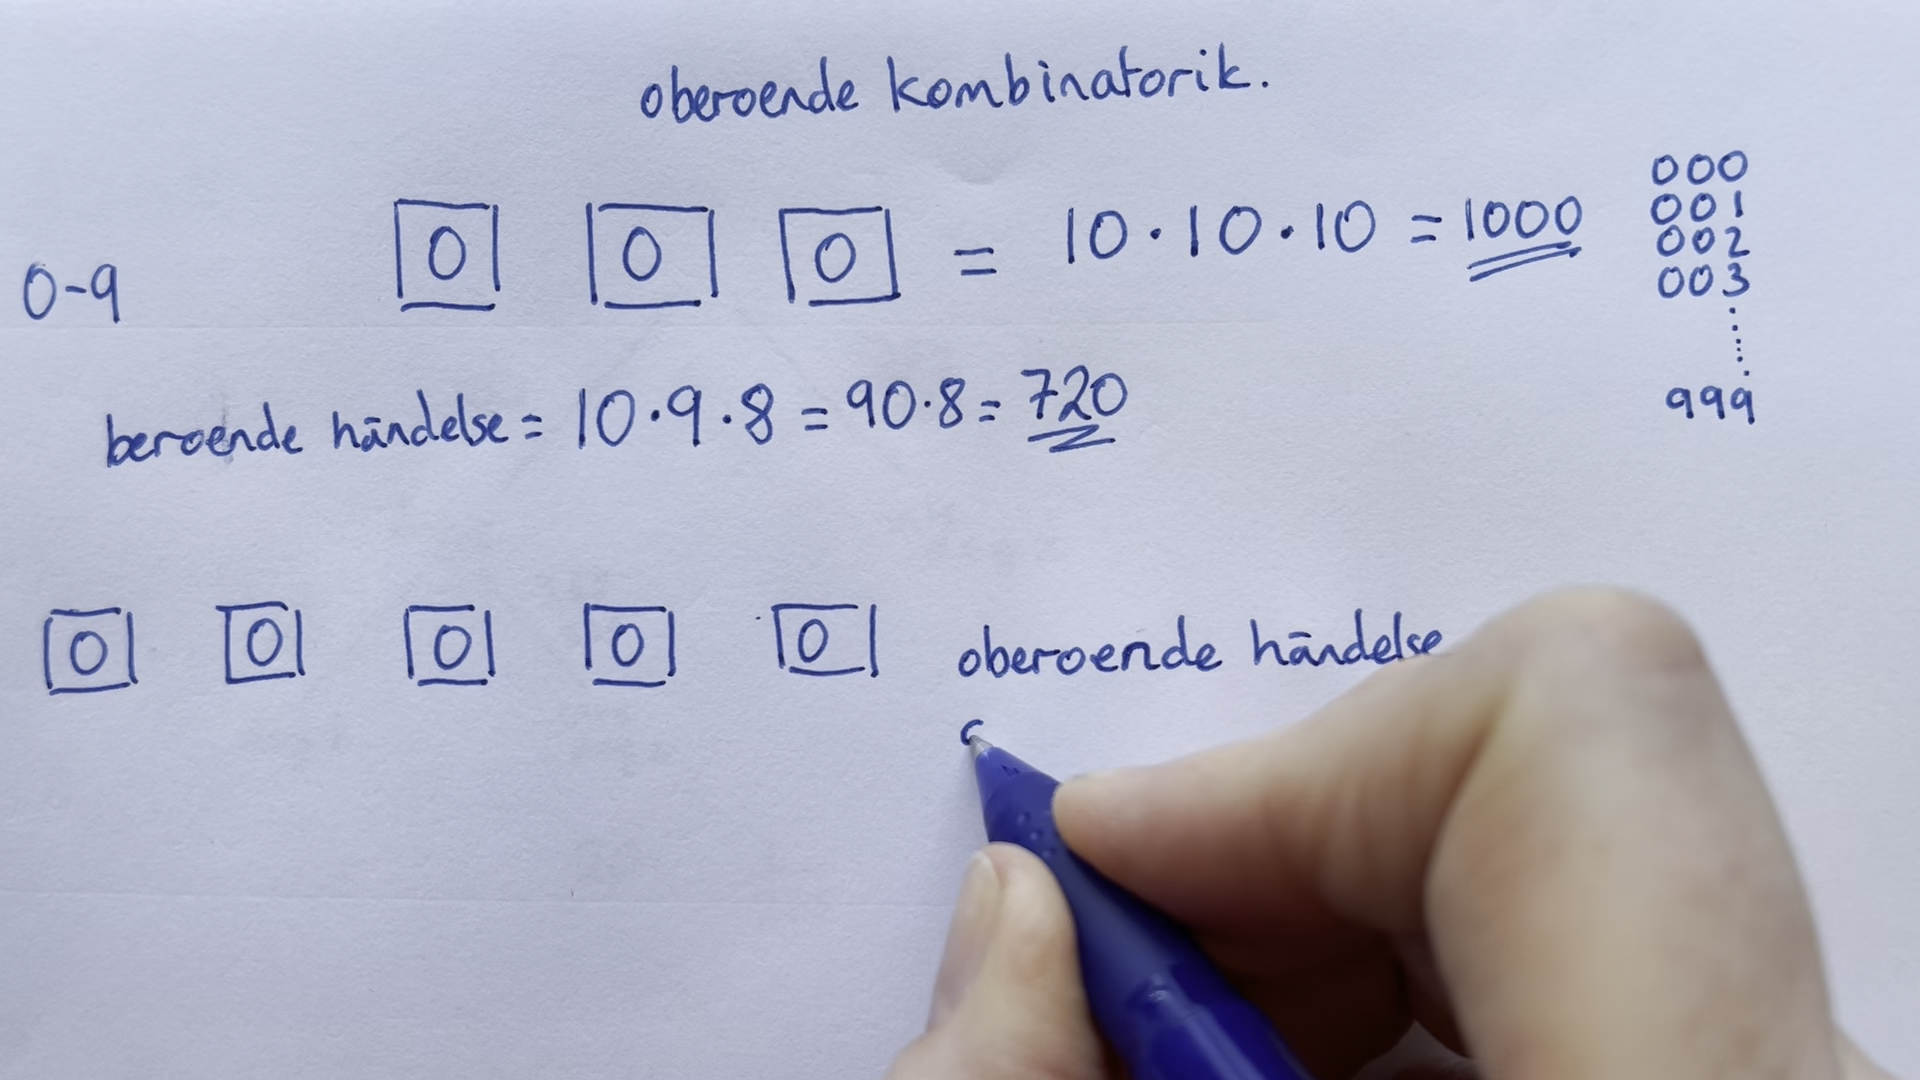 oberoende kombinatorik.
0-9
0 0 0 = 10·10·10 = 1000
000
001
002
003
999
beroende händelse = 10·9·8 = 90·8 = 720
0 0 0 0 0 oberoende händelse